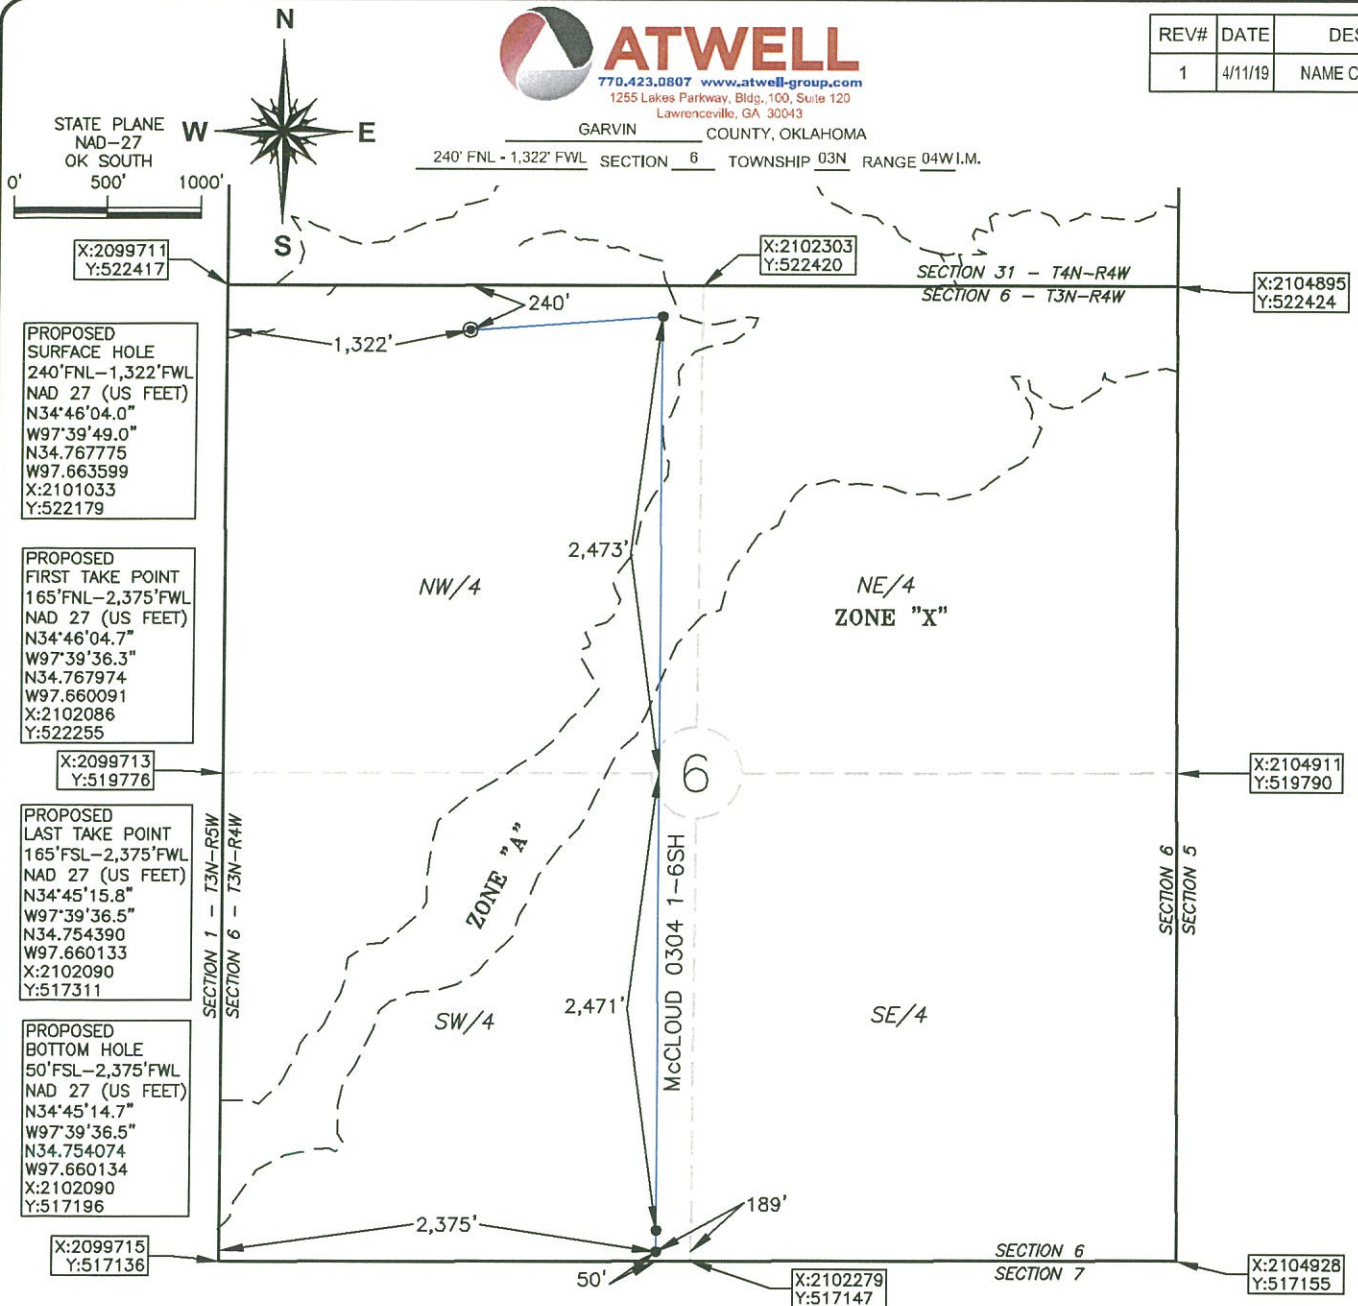 N
W
E
S
STATE PLANE
NAD-27
OK SOUTH
0' 500' 1000'
ATWELL
770.423.0807 www.atwell-group.com
1255 Lakes Parkway, Bldg.,100, Suite 120
Lawrenceville, GA 30043
GARVIN COUNTY, OKLAHOMA
240' FNL - 1,322' FWL SECTION 6 TOWNSHIP 03N RANGE 04W I.M.
REV# DATE
1 4/11/19 NAME
X:2099711
Y:522417
X:2102303
Y:522420
SECTION 31 - T4N-R4W
SECTION 6 - T3N-R4W
X:2104895
Y:522424
240'
1,322'
PROPOSED
SURFACE HOLE
240'FNL-1,322'FWL
NAD 27 (US FEET)
N34°46'04.0"
W97°39'49.0"
N34.767775
W97.663599
X:2101033
Y:522179
PROPOSED
FIRST TAKE POINT
165'FNL-2,375'FWL
NAD 27 (US FEET)
N34°46'04.7"
W97°39'36.3"
N34.767974
W97.660091
X:2102086
Y:522255
2,473'
NW/4
NE/4
ZONE "X"
X:2099713
Y:519776
6
X:2104911
Y:519790
PROPOSED
LAST TAKE POINT
165'FSL-2,375'FWL
NAD 27 (US FEET)
N34°45'15.8"
W97°39'36.5"
N34.754390
W97.660133
X:2102090
Y:517311
SECTION 1 - T3N-R5W
SECTION 6 - T3N-R4W
ZONE "A"
McCLOUD 0304 1-6SH
SECTION 6
SECTION 5
2,471'
SW/4
SE/4
PROPOSED
BOTTOM HOLE
50'FSL-2,375'FWL
NAD 27 (US FEET)
N34°45'14.7"
W97°39'36.5"
N34.754074
W97.660134
X:2102090
Y:517196
189'
2,375'
X:2099715
Y:517136
50'
SECTION 6
SECTION 7
X:2102279
Y:517147
X:2104928
Y:517155